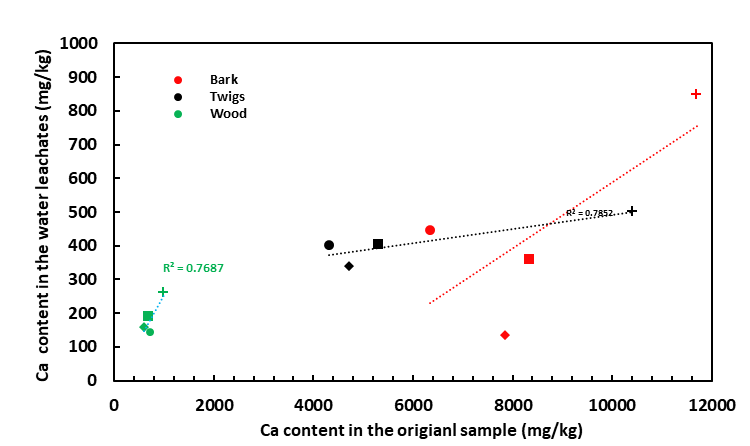 1000
900
800
700
600
500
400
300
200
100
0
Ca content in the water leachates (mg/kg)
Bark
Twigs
Wood
R² = 0.7852
R² = 0.7687
0 2000 4000 6000 8000 10000 12000
Ca content in the origianl sample (mg/kg)